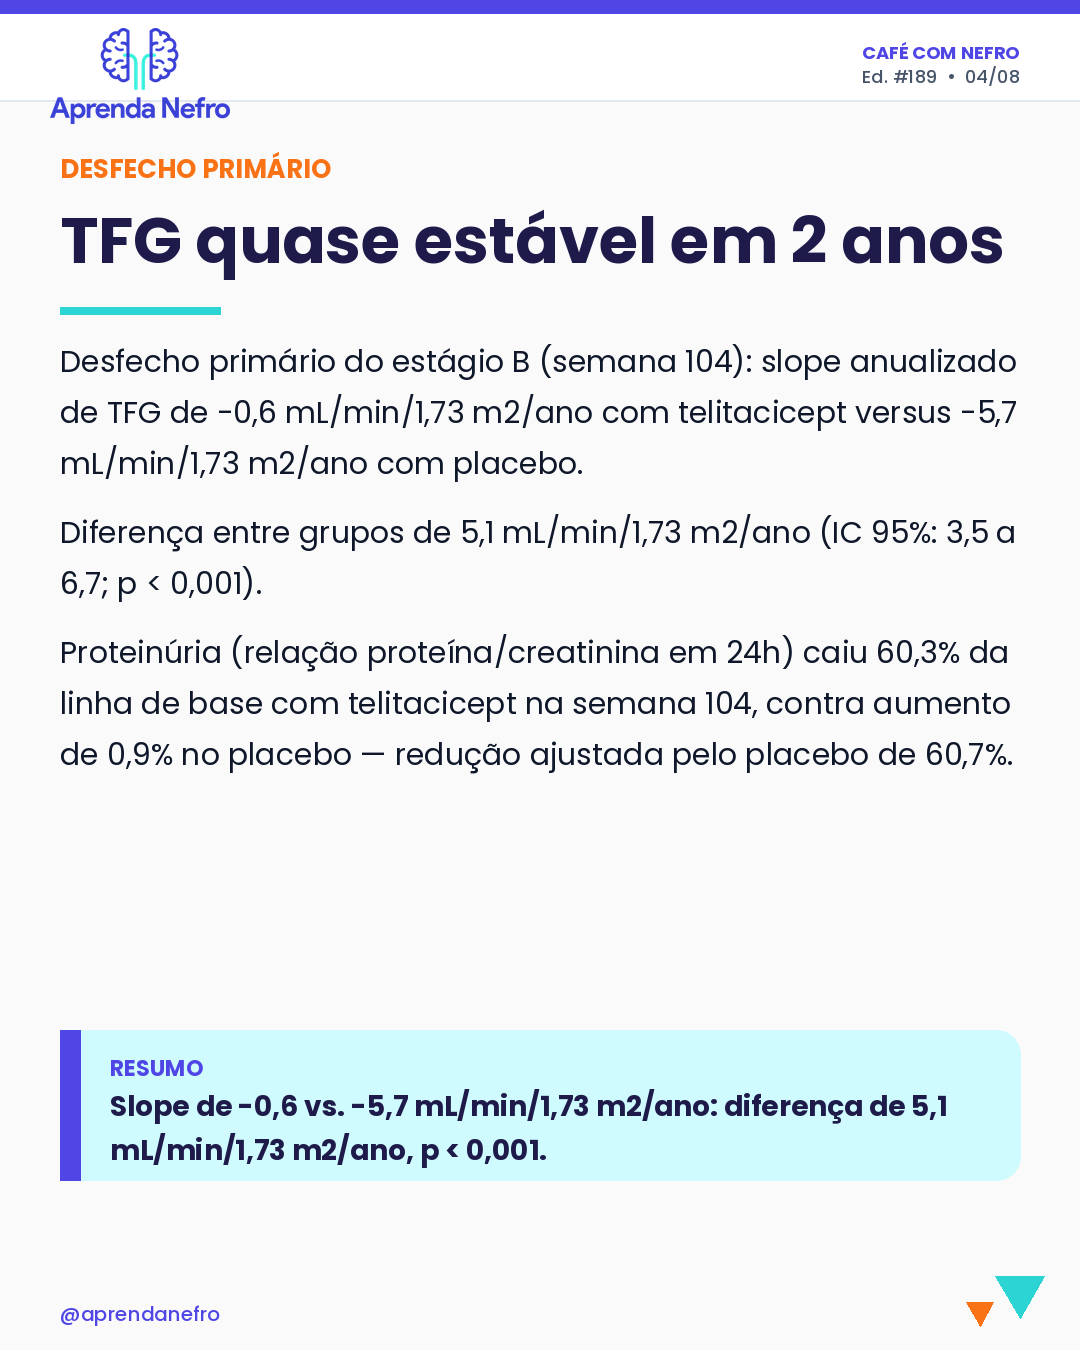 Aprenda Nefro
CAFÉ COM NEFRO
Ed. #189 • 04/08
DESFECHO PRIMÁRIO
TFG quase estável em 2 anos
Desfecho primário do estágio B (semana 104): slope anualizado
de TFG de -0,6 mL/min/1,73 m2/ano com telitacicept versus -5,7
mL/min/1,73 m2/ano com placebo.
Diferença entre grupos de 5,1 mL/min/1,73 m2/ano (IC 95%: 3,5 a
6,7; p < 0,001).
Proteinúria (relação proteína/creatinina em 24h) caiu 60,3% da
linha de base com telitacicept na semana 104, contra aumento
de 0,9% no placebo — redução ajustada pelo placebo de 60,7%.
RESUMO
Slope de -0,6 vs. -5,7 mL/min/1,73 m2/ano: diferença de 5,1
mL/min/1,73 m2/ano, p < 0,001.
@aprendanefro